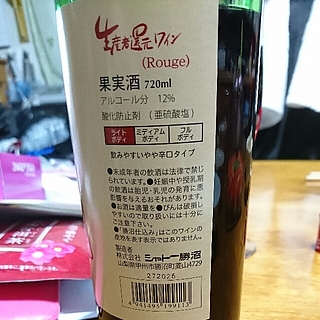 生産者還元ワイン
(Rouge)
果実酒 720ml
アルコール分 12%
酸化防止剤 (亜硫酸塩)
ライトボディ ミディアムボディ フルボディ
飲みやすいやや辛口タイプ
●未成年者の飲酒は法律で禁じ
られています。●妊娠中や授乳期
の飲酒は胎児・乳児の発育に悪
影響を与えるおそれがあります。
●お酒は適量を●びんは破損し
やすいので取り扱いには十分に
ご注意下さい。
●「勝沼仕込み」はこのワインの
産地を表す表示ではありません。
製造者
株式会社 シャトー勝沼
山梨県甲州市勝沼町菱山4729
272026
4941495199113